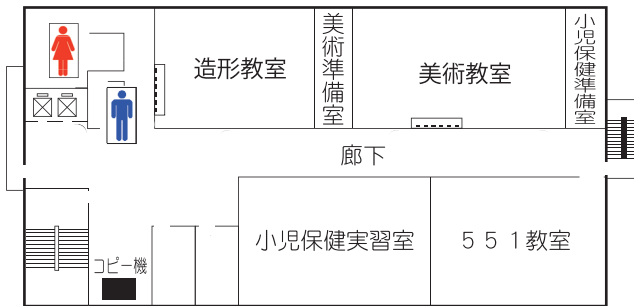 造形教室
美術準備室
美術教室
小児保健準備室
廊下
小児保健実習室
５５１教室
コピー機